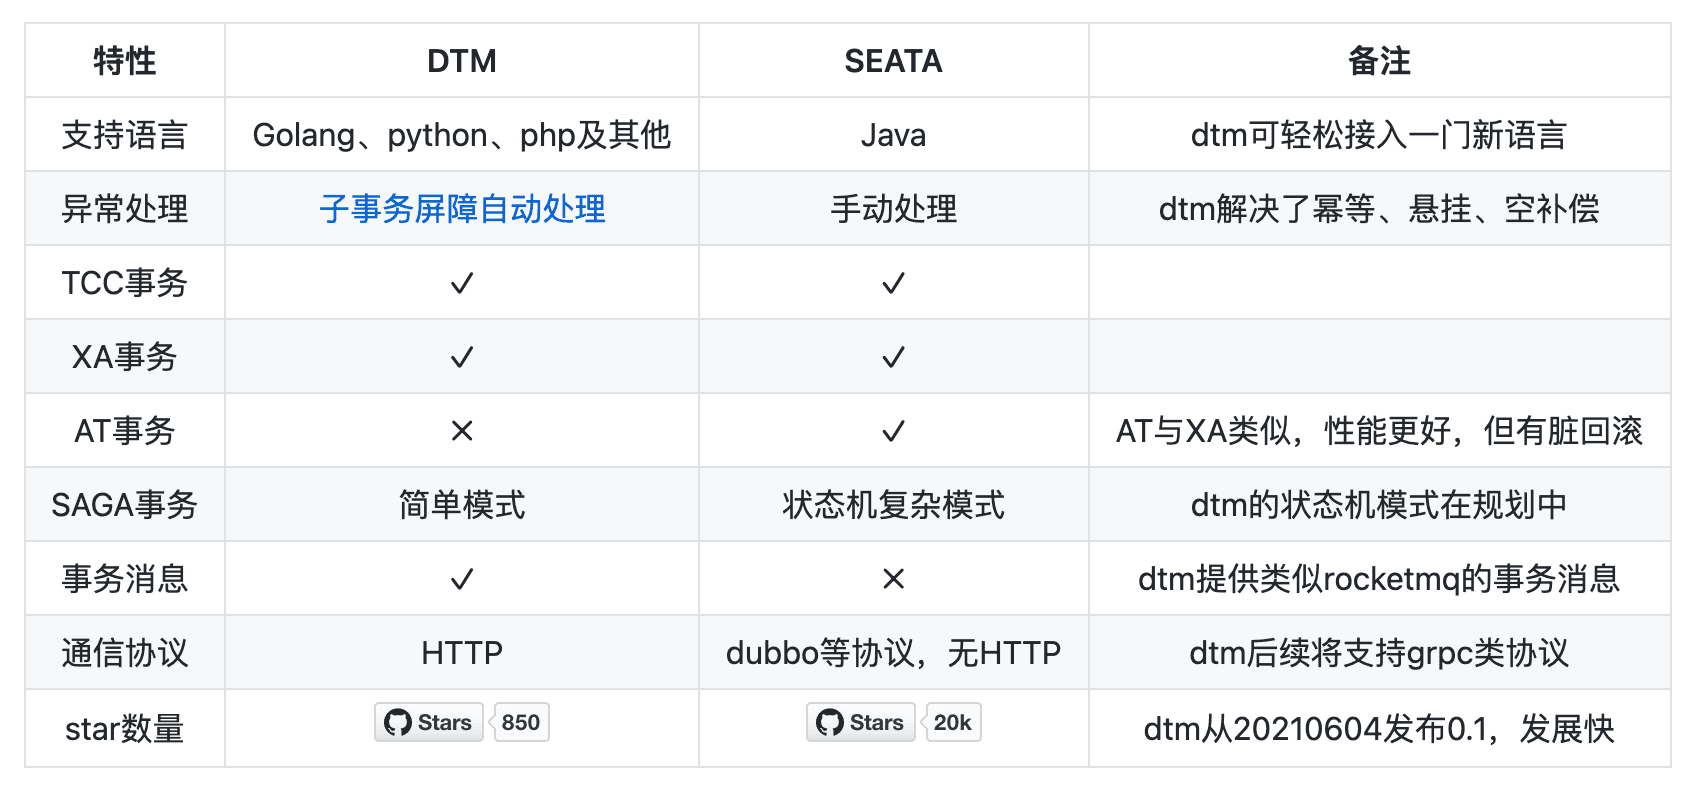 特性 DTM SEATA 备注
支持语言 Golang、python、php及其他 Java dtm可轻松接入一门新语言
异常处理 子事务屏障自动处理 手动处理 dtm解决了幂等、悬挂、空补偿
TCC事务 ✓ ✓
XA事务 ✓ ✓
AT事务 ✕ ✓ AT与XA类似，性能更好，但有脏回滚
SAGA事务 简单模式 状态机复杂模式 dtm的状态机模式在规划中
事务消息 ✓ ✕ dtm提供类似rocketmq的事务消息
通信协议 HTTP dubbo等协议，无HTTP dtm后续将支持grpc类协议
star数量 Stars 850 Stars 20k dtm从20210604发布0.1，发展快